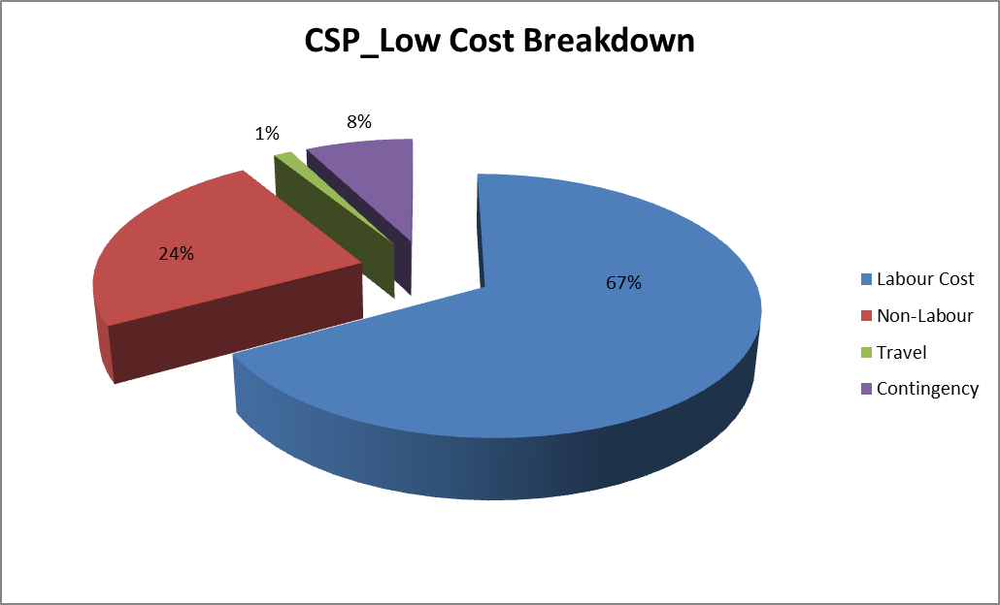 CSP_Low Cost Breakdown
8%
1%
24%
67%
Labour Cost
Non-Labour
Travel
Contingency